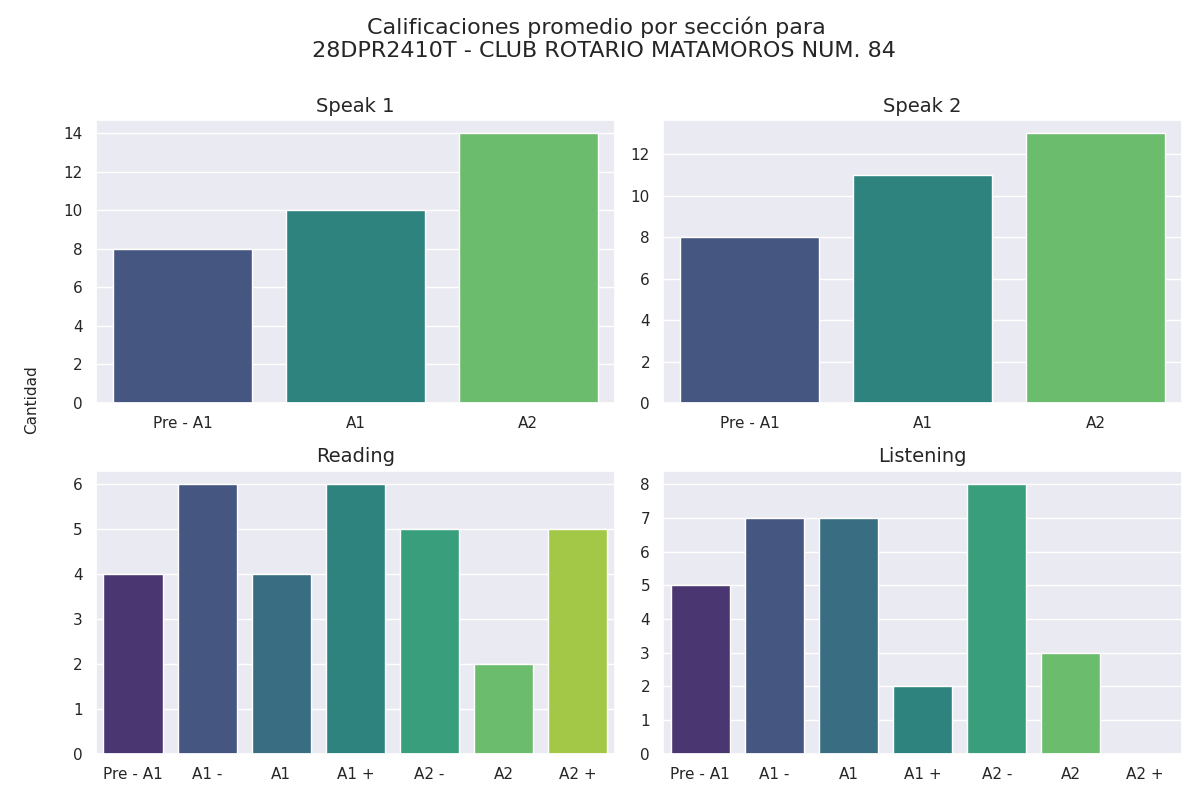 Calificaciones promedio por sección para
28DPR2410T - CLUB ROTARIO MATAMOROS NUM. 84
Cantidad
Speak 1
14
12
10
8
6
4
2
0
Pre - A1 A1 A2
Speak 2
12
10
8
6
4
2
0
Pre - A1 A1 A2
Reading
6
5
4
3
2
1
0
Pre - A1 A1 - A1 A1 + A2 - A2 A2 +
Listening
8
7
6
5
4
3
2
1
0
Pre - A1 A1 - A1 A1 + A2 - A2 A2 +